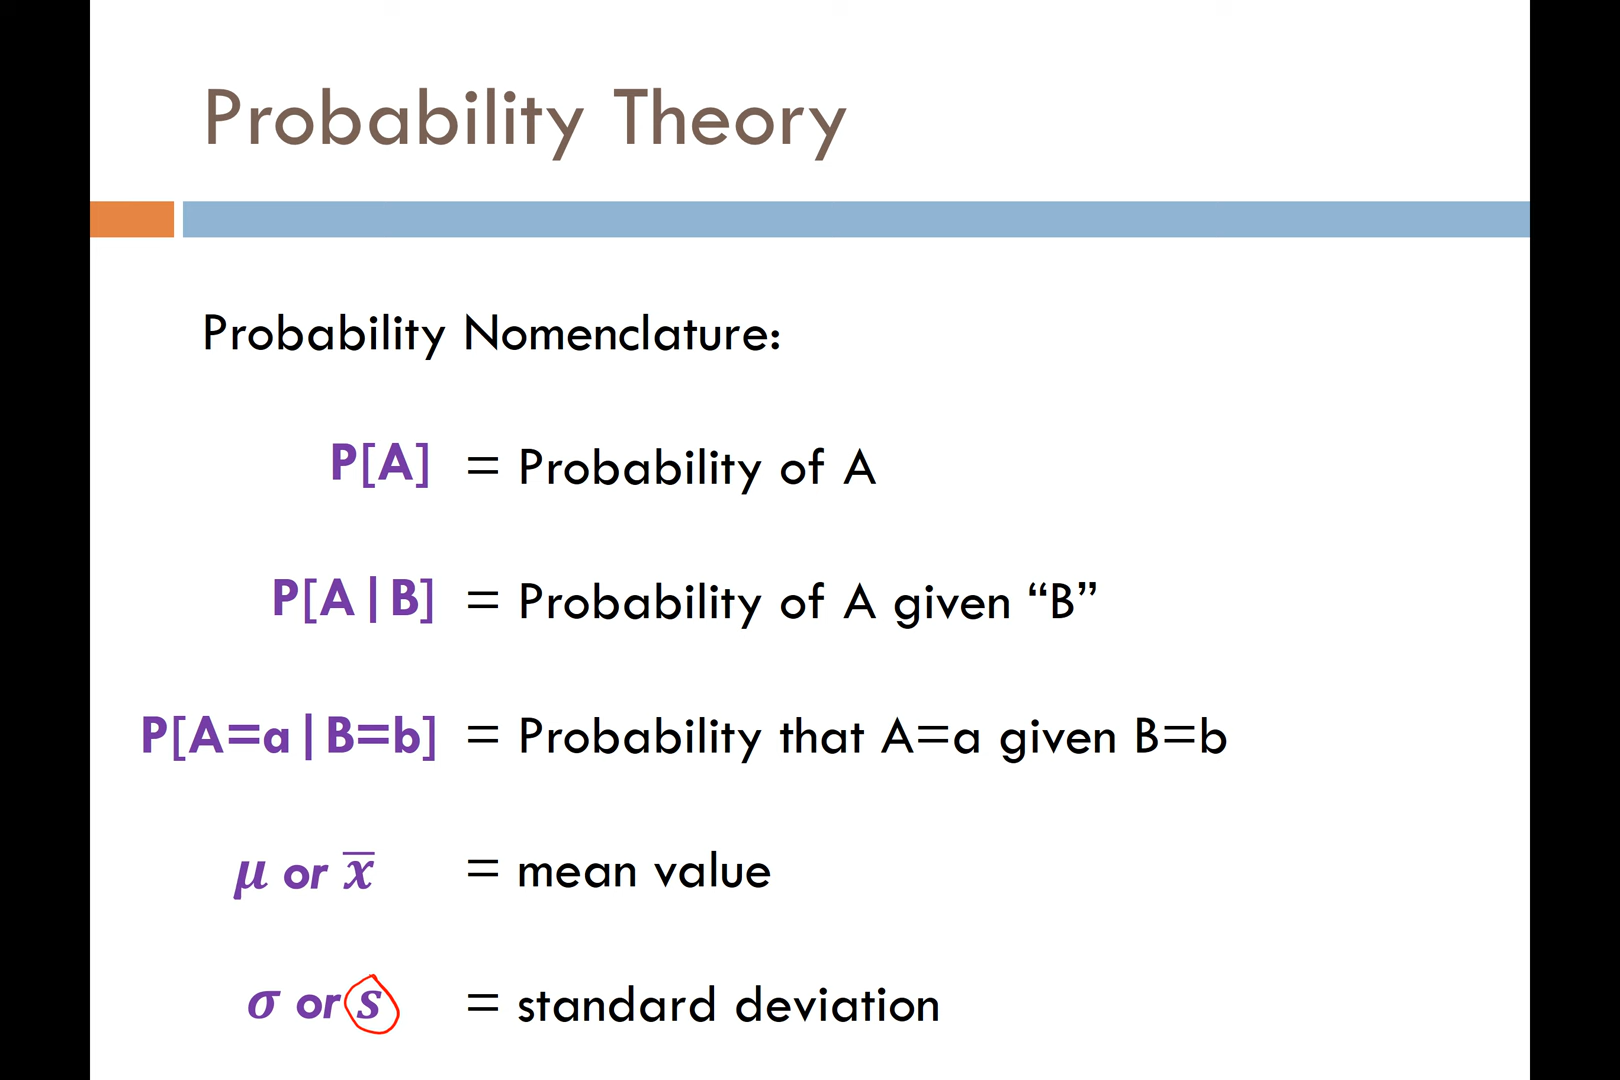 Probability Theory
Probability Nomenclature:
P[A] = Probability of A
P[A|B] = Probability of A given “B”
P[A=a|B=b] = Probability that A=a given B=b
μ or x̅ = mean value
σ or s = standard deviation